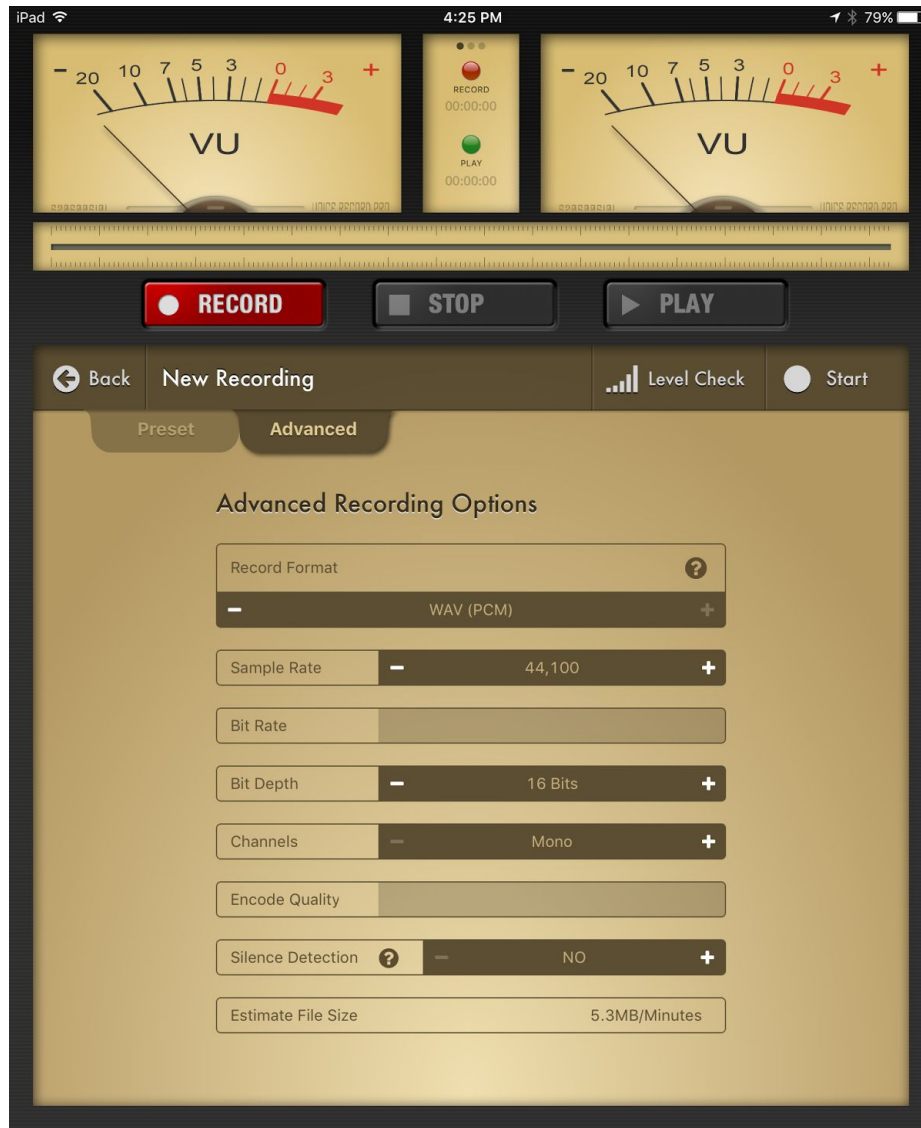 iPad 4:25 PM 79%
- 20 10 7 5 3 0 3 +
VU
RECORD
00:00:00
PLAY
00:00:00
- 20 10 7 5 3 0 3 +
VU
RECORD STOP PLAY
Back New Recording Level Check Start
Preset Advanced
Advanced Recording Options
Record Format ?
- WAV (PCM) +
Sample Rate - 44,100 +
Bit Rate
Bit Depth - 16 Bits +
Channels - Mono +
Encode Quality
Silence Detection ? - NO +
Estimate File Size 5.3MB/Minutes